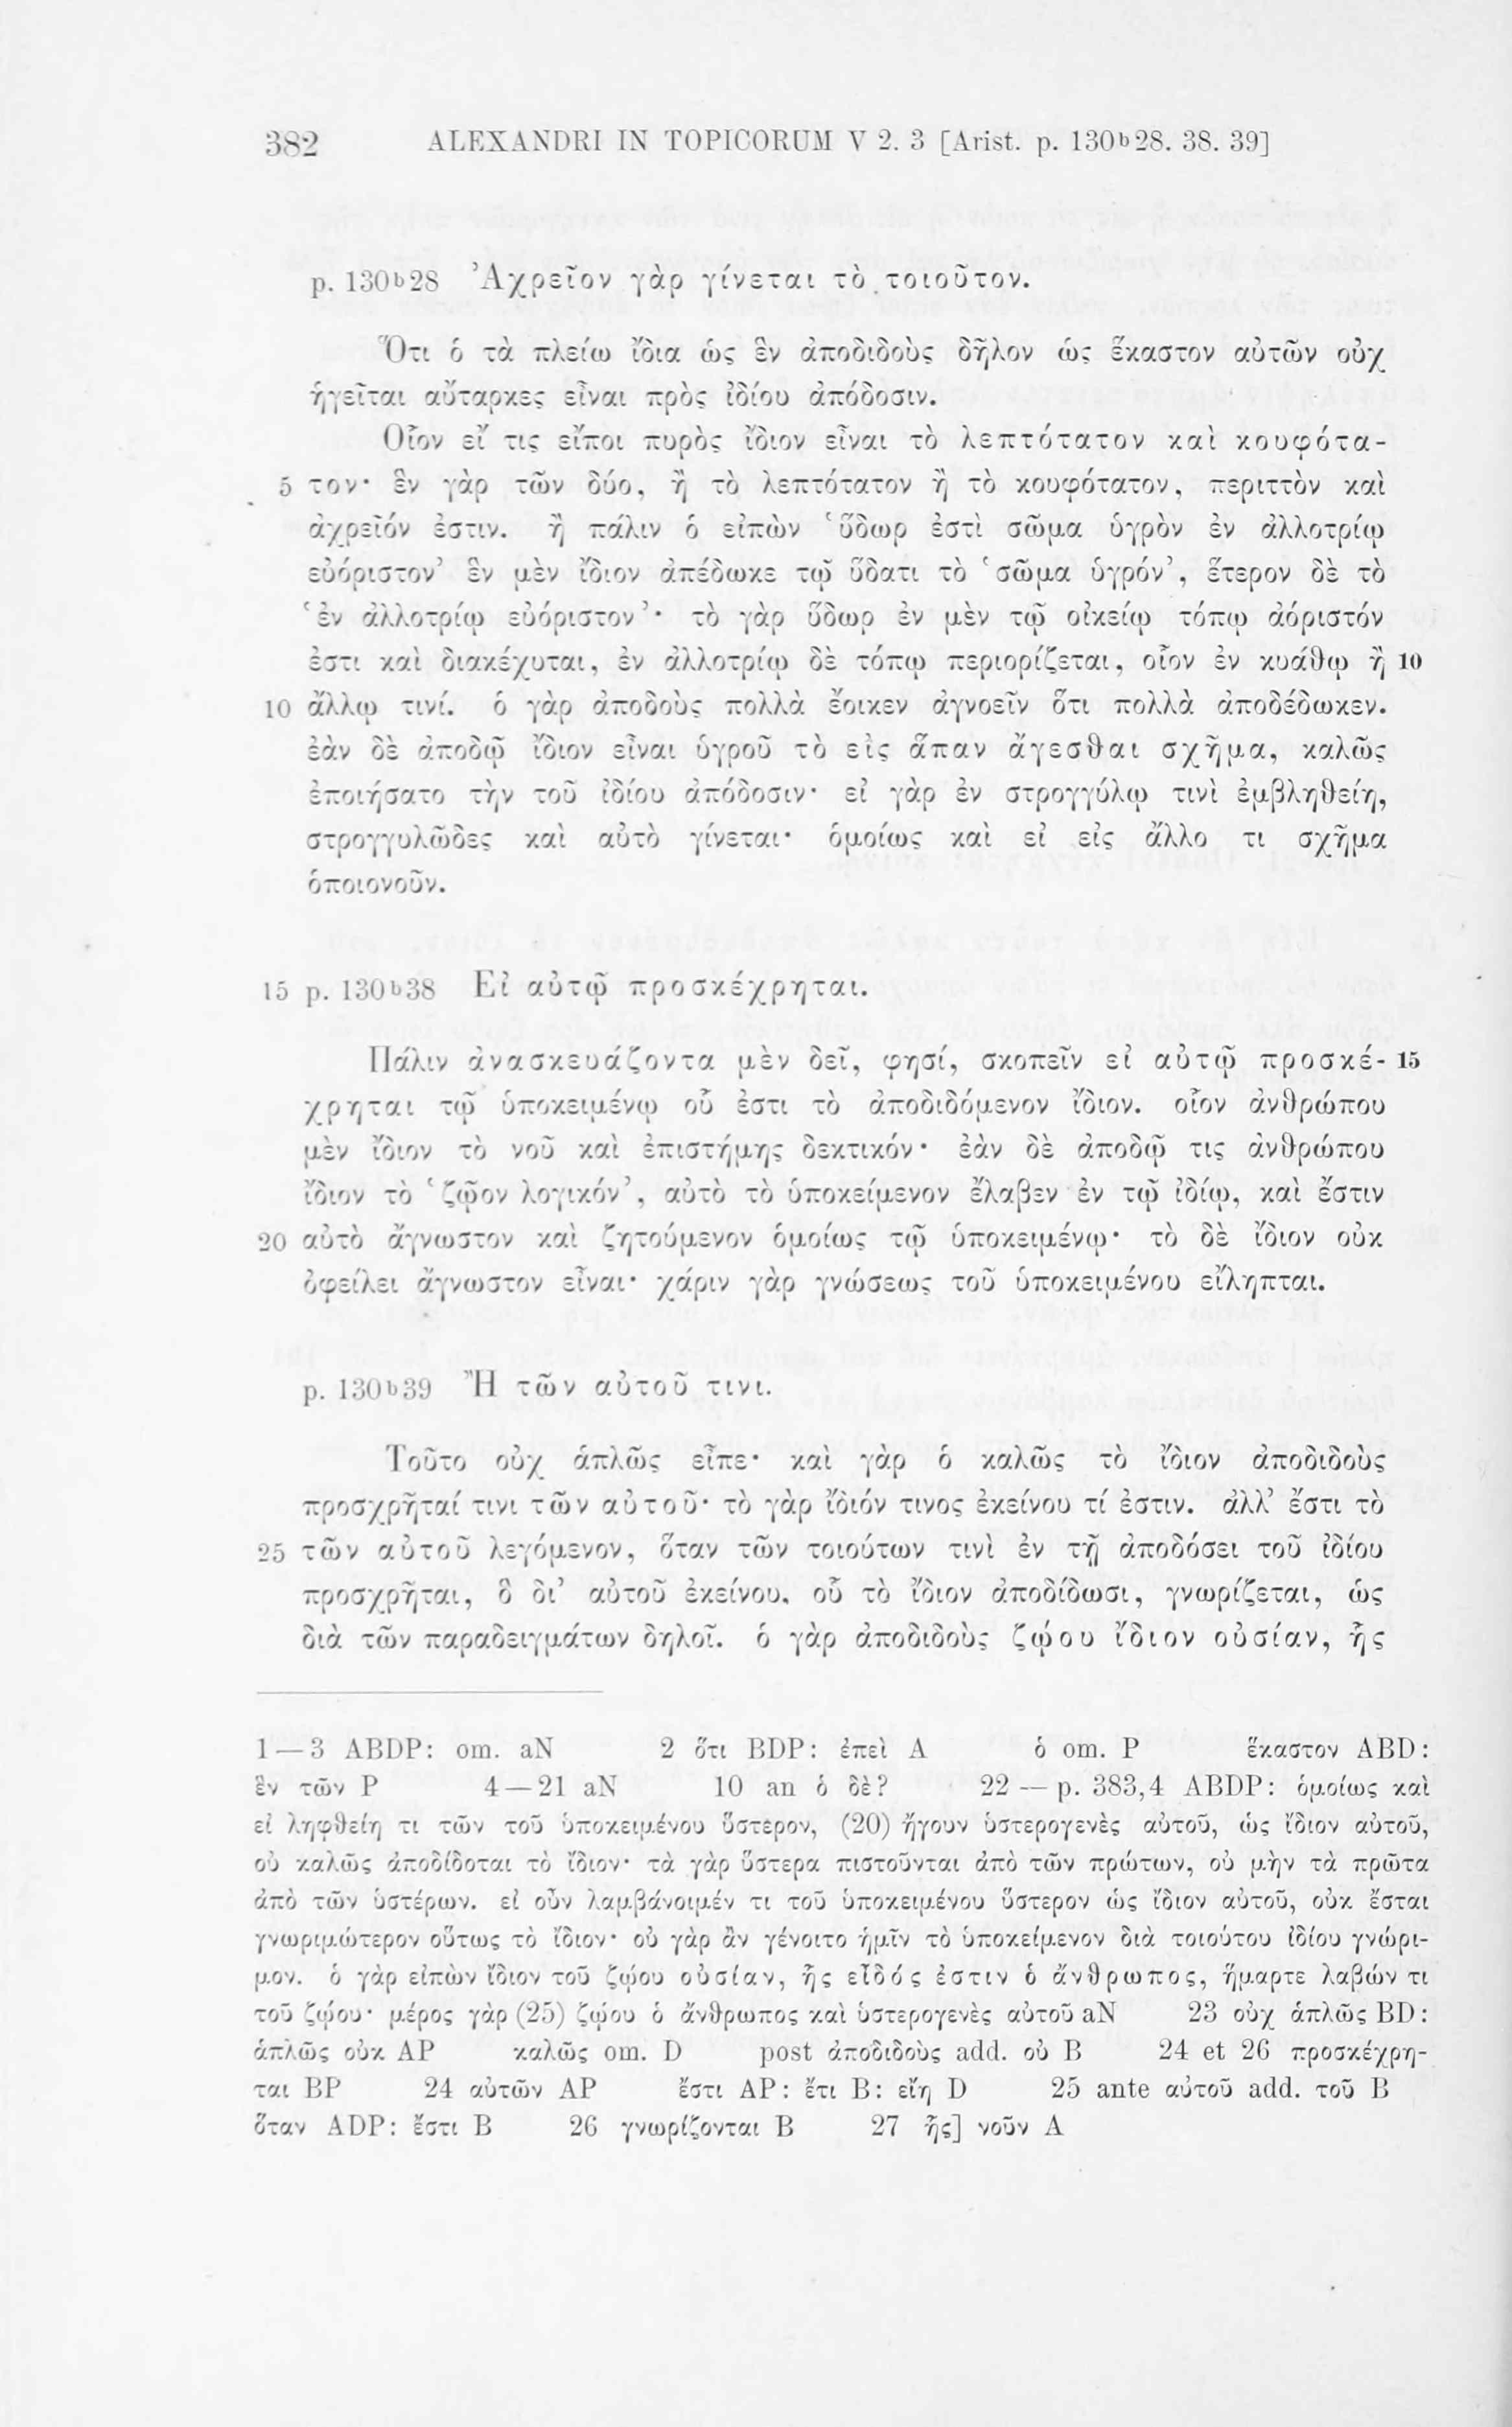 382 ALEXANDRI IN TOPICORUM V 2. 3 [Arist. p. 130b28. 38. 39]
p. 130b28 Ἀχρεῖον γὰρ γίνεται τὸ τοιοῦτον.
Ὅτι ὁ τὰ πλείω ἴδια ὡς ἓν ἀποδιδοὺς δῆλον ὡς ἕκαστον αὐτῶν οὐχ
ἡγεῖται αὔταρκες εἶναι πρὸς ἰδίου ἀπόδοσιν.
Οἷον εἴ τις εἴποι πυρὸς ἴδιον εἶναι τὸ λεπτότατον καὶ κουφότα-
5 τον· ἓν γὰρ τῶν δύο, ἢ τὸ λεπτότατον ἢ τὸ κουφότατον, περιττὸν καὶ
ἀχρεῖόν ἐστιν. ἢ πάλιν ὁ εἰπὼν ‘ὕδωρ ἐστὶ σῶμα ὑγρὸν ἐν ἀλλοτρίῳ
εὐόριστον’ ἓν μὲν ἴδιον ἀπέδωκε τῷ ὕδατι τὸ ‘σῶμα ὑγρόν’, ἕτερον δὲ τὸ
‘ἐν ἀλλοτρίῳ εὐόριστον’· τὸ γὰρ ὕδωρ ἐν μὲν τῷ οἰκείῳ τόπῳ ἀόριστόν
ἐστι καὶ διακέχυται, ἐν ἀλλοτρίῳ δὲ τόπῳ περιορίζεται, οἷον ἐν κυάθῳ ἢ 10
10 ἄλλῳ τινί. ὁ γὰρ ἀποδοὺς πολλὰ ἔοικεν ἀγνοεῖν ὅτι πολλὰ ἀποδέδωκεν.
ἐὰν δὲ ἀποδῷ ἴδιον εἶναι ὑγροῦ τὸ εἰς ἅπαν ἄγεσθαι σχῆμα, καλῶς
ἐποιήσατο τὴν τοῦ ἰδίου ἀπόδοσιν· εἰ γὰρ ἐν στρογγύλῳ τινὶ ἐμβληθείη,
στρογγυλῶδες καὶ αὐτὸ γίνεται· ὁμοίως καὶ εἰ εἰς ἄλλο τι σχῆμα
ὁποιονοῦν.
15 p. 130b38 Εἰ αὐτῷ προσκέχρηται.
Πάλιν ἀνασκευάζοντα μὲν δεῖ, φησί, σκοπεῖν εἰ αὐτῷ προσκέ- 15
χρηται τῷ ὑποκειμένῳ οὗ ἐστι τὸ ἀποδιδόμενον ἴδιον. οἷον ἀνθρώπου
μὲν ἴδιον τὸ νοῦ καὶ ἐπιστήμης δεκτικόν· ἐὰν δὲ ἀποδῷ τις ἀνθρώπου
ἴδιον τὸ ‘ζῷον λογικόν’, αὐτὸ τὸ ὑποκείμενον ἔλαβεν ἐν τῷ ἰδίῳ, καὶ ἔστιν
20 αὐτὸ ἄγνωστον καὶ ζητούμενον ὁμοίως τῷ ὑποκειμένῳ· τὸ δὲ ἴδιον οὐκ
ὀφείλει ἄγνωστον εἶναι· χάριν γὰρ γνώσεως τοῦ ὑποκειμένου εἴληπται.
p. 130b39 Ἢ τῶν αὐτοῦ τινι.
Τοῦτο οὐχ ἁπλῶς εἶπε· καὶ γὰρ ὁ καλῶς τὸ ἴδιον ἀποδιδοὺς
προσχρῆταί τινι τῶν αὑτοῦ· τὸ γὰρ ἴδιόν τινος ἐκείνου τί ἐστιν. ἀλλ’ ἔστι τὸ
25 τῶν αὐτοῦ λεγόμενον, ὅταν τῶν τοιούτων τινὶ ἐν τῇ ἀποδόσει τοῦ ἰδίου
προσχρῆται, ὃ δι’ αὐτοῦ ἐκείνου, οὗ τὸ ἴδιον ἀποδίδωσι, γνωρίζεται, ὡς
διὰ τῶν παραδειγμάτων δηλοῖ. ὁ γὰρ ἀποδιδοὺς ζῴου ἴδιον οὐσίαν, ἧς
1—3 ABDP: om. aN 2 ὅτι BDP: ἐπεὶ A ὁ om. P ἕκαστον ABD:
ἓν τῶν P 4—21 aN 10 an ὁ δὲ? 22 — p. 383,4 ABDP: ὁμοίως καὶ
εἰ ληφθείη τι τῶν τοῦ ὑποκειμένου ὕστερον, (20) ἤγουν ὑστερογενὲς αὐτοῦ, ὡς ἴδιον αὐτοῦ,
οὐ καλῶς ἀποδίδοται τὸ ἴδιον· τὰ γὰρ ὕστερα πιστοῦνται ἀπὸ τῶν πρώτων, οὐ μὴν τὰ πρῶτα
ἀπὸ τῶν ὑστέρων. εἰ οὖν λαμβάνοιμέν τι τοῦ ὑποκειμένου ὕστερον ὡς ἴδιον αὐτοῦ, οὐκ ἔσται
γνωριμώτερον οὕτως τὸ ἴδιον· οὐ γὰρ ἂν γένοιτο ἡμῖν τὸ ὑποκείμενον διὰ τοιούτου ἰδίου γνώρι-
μον. ὁ γὰρ εἰπὼν ἴδιον τοῦ ζῴου οὐσίαν, ἧς εἶδός ἐστιν ὁ ἄνθρωπος, ἥμαρτε λαβών τι
τοῦ ζῴου· μέρος γὰρ (25) ζῴου ὁ ἄνθρωπος καὶ ὑστερογενὲς αὐτοῦ aN 23 οὐχ ἁπλῶς BD:
ἁπλῶς οὐκ AP καλῶς om. D post ἀποδιδοὺς add. οὐ B 24 et 26 προσκέχρη-
ται BP 24 αὐτῶν AP ἔστι AP: ἔτι B: εἴη D 25 ante αὐτοῦ add. τοῦ B
ὅταν ADP: ἔστι B 26 γνωρίζονται B 27 ἧς] νοῦν A